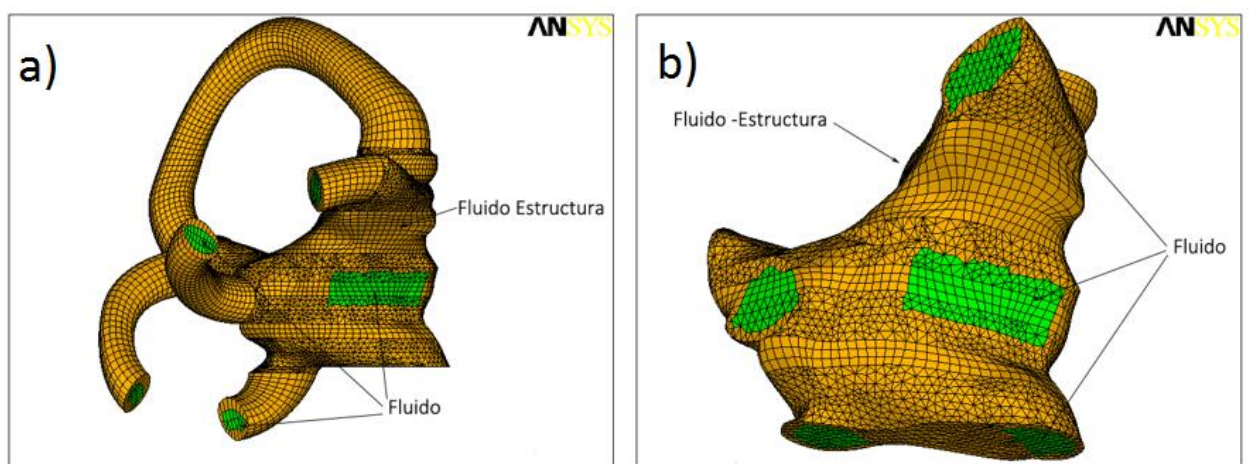 ANSYS
a)
Fluido Estructura
Fluido
ANSYS
b)
Fluido -Estructura
Fluido